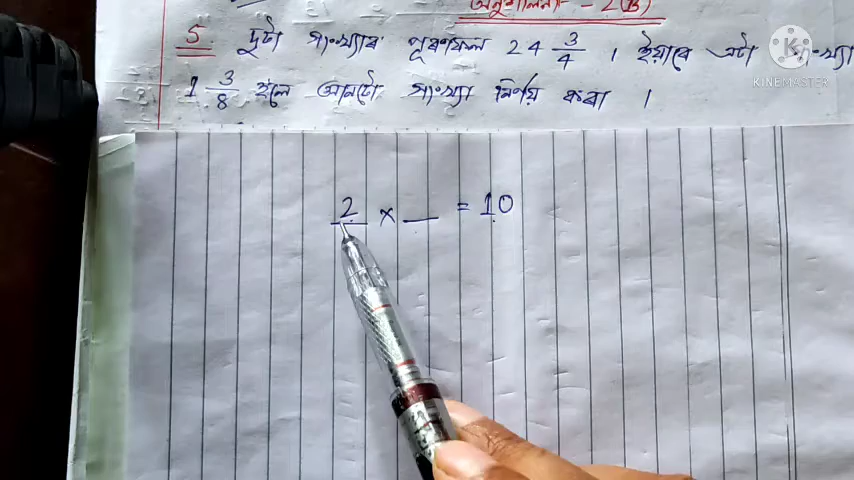 অনুশীলনী - 2(B)
5 দুটা সংখ্যাৰ পূৰণফল 24 3/4 । ইয়াৰে এটা সংখ্যা
1 3/8 হলে আনটো সংখ্যা নিৰ্ণয় কৰা ।
2 × __ = 10
KINEMASTER